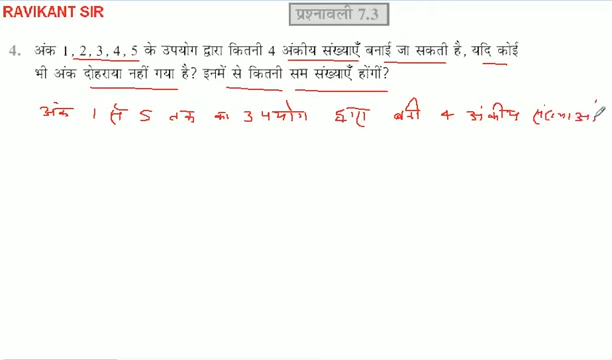 RAVIKANT SIR
प्रश्नावली 7.3
4. अंक 1, 2, 3, 4, 5 के उपयोग द्वारा कितनी 4 अंकीय संख्याएँ बनाई जा सकती है, यदि कोई
भी अंक दोहराया नहीं गया है? इनमें से कितनी सम संख्याएँ होंगीं?
अंक 1 से 5 तक का उपयोग द्वारा बनी 4 अंकीय संख्याओं